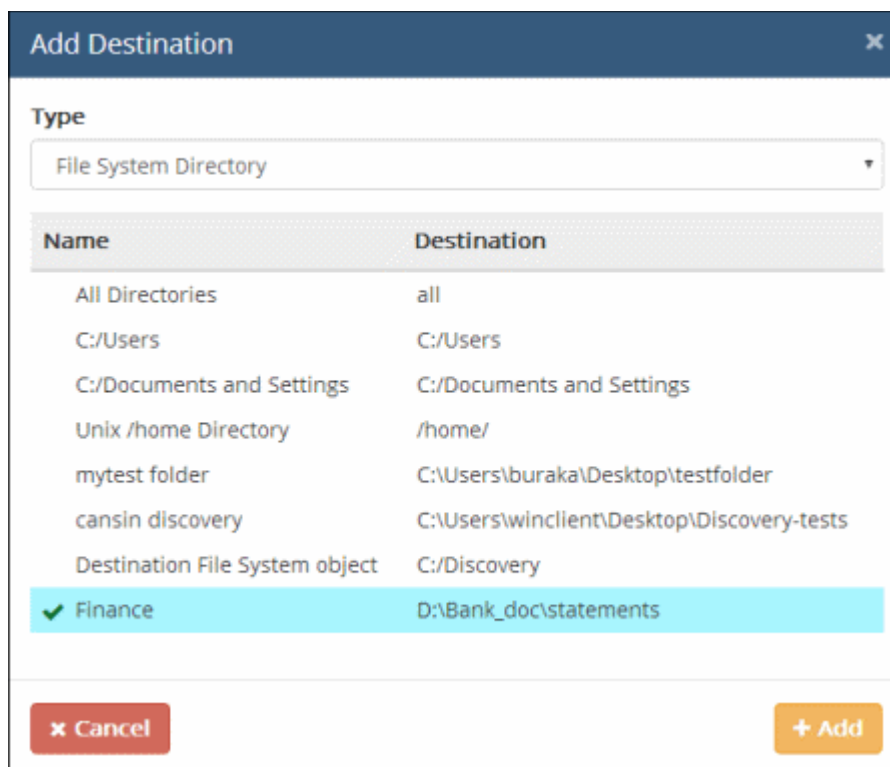 Add Destination ×
Type
File System Directory
Name Destination
All Directories all
C:/Users C:/Users
C:/Documents and Settings C:/Documents and Settings
Unix /home Directory /home/
mytest folder C:\Users\buraka\Desktop\testfolder
cansin discovery C:\Users\winclient\Desktop\Discovery-tests
Destination File System object C:/Discovery
✔ Finance D:\Bank_doc\statements
× Cancel + Add